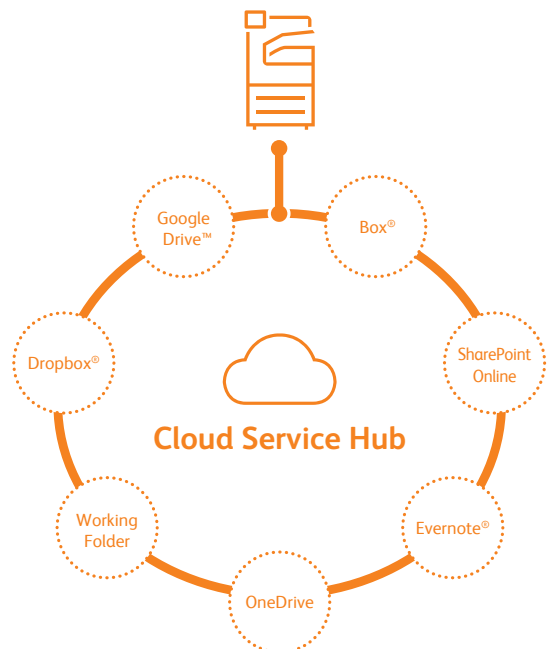 Google
Drive™
Box®
Dropbox®
SharePoint
Online
Cloud Service Hub
Working
Folder
Evernote®
OneDrive